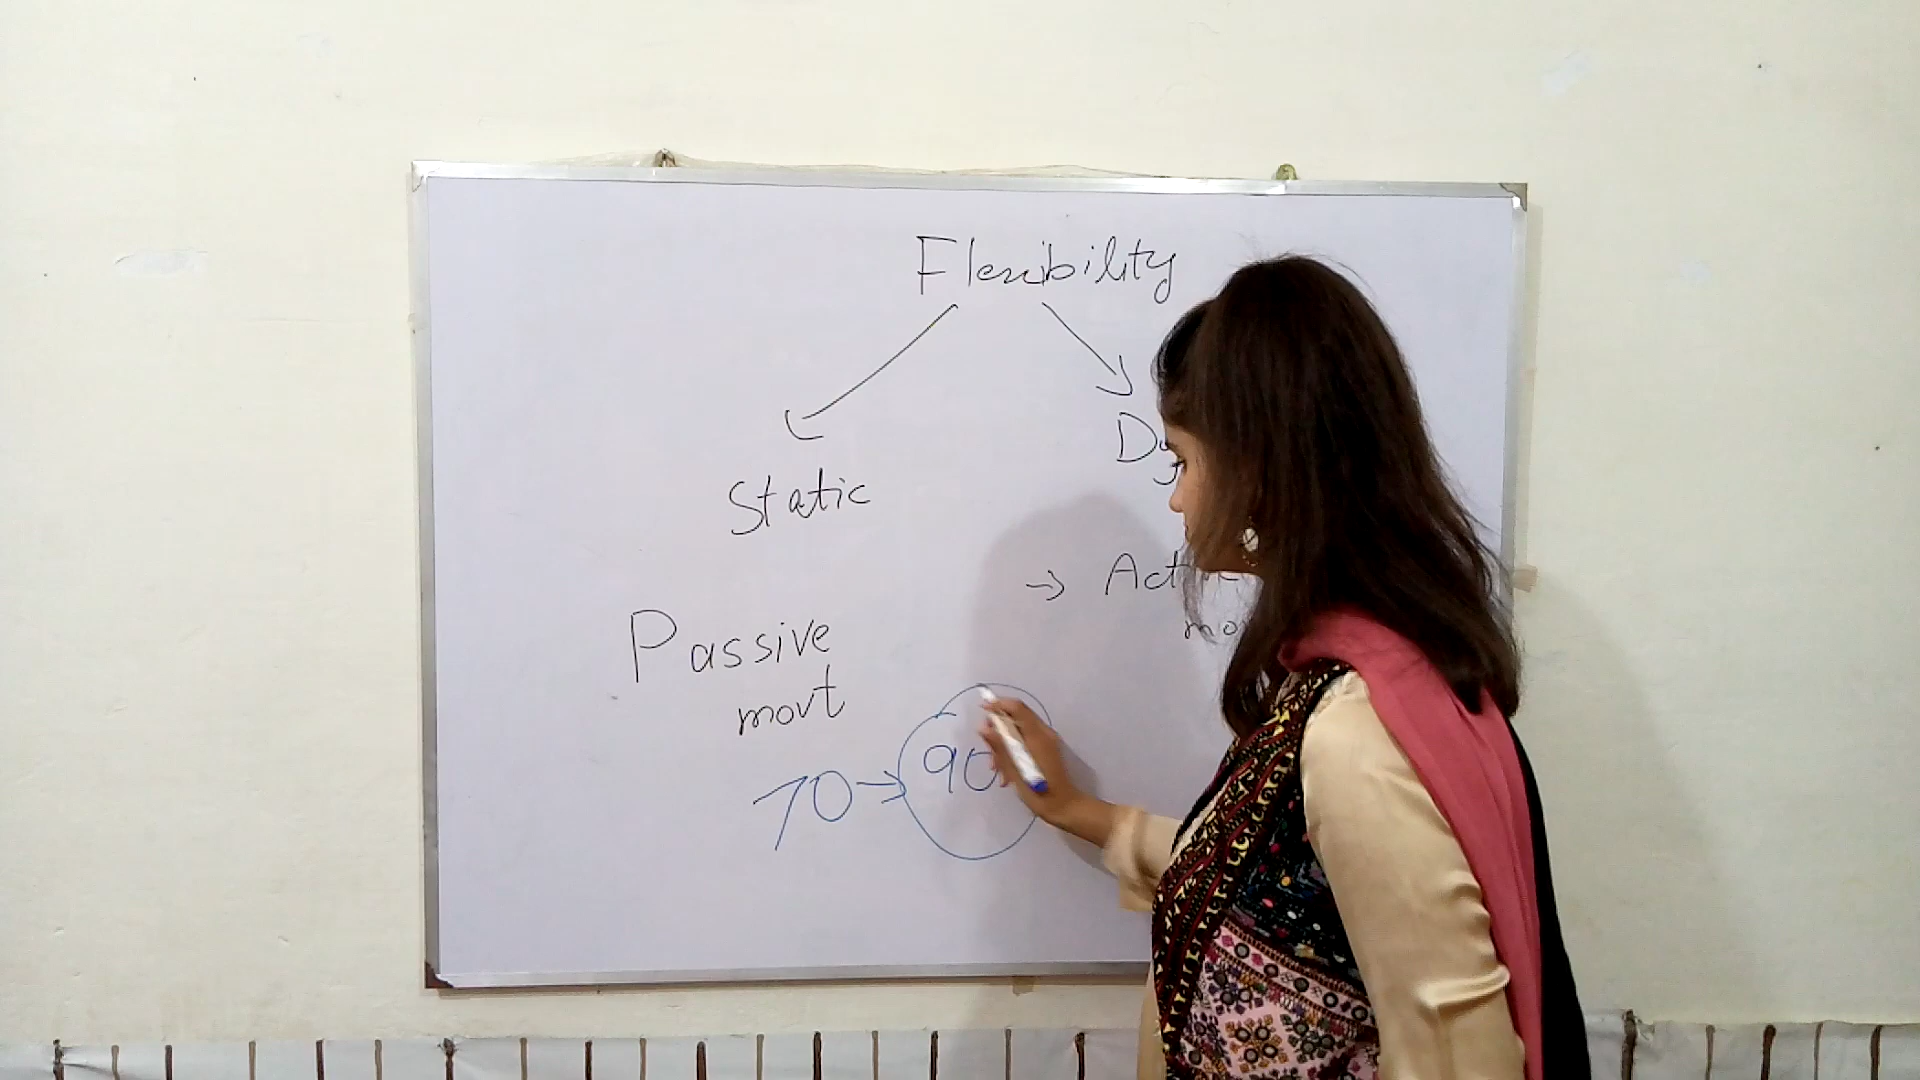 Flexibility
Static
Passive
movt
→
70 → 90